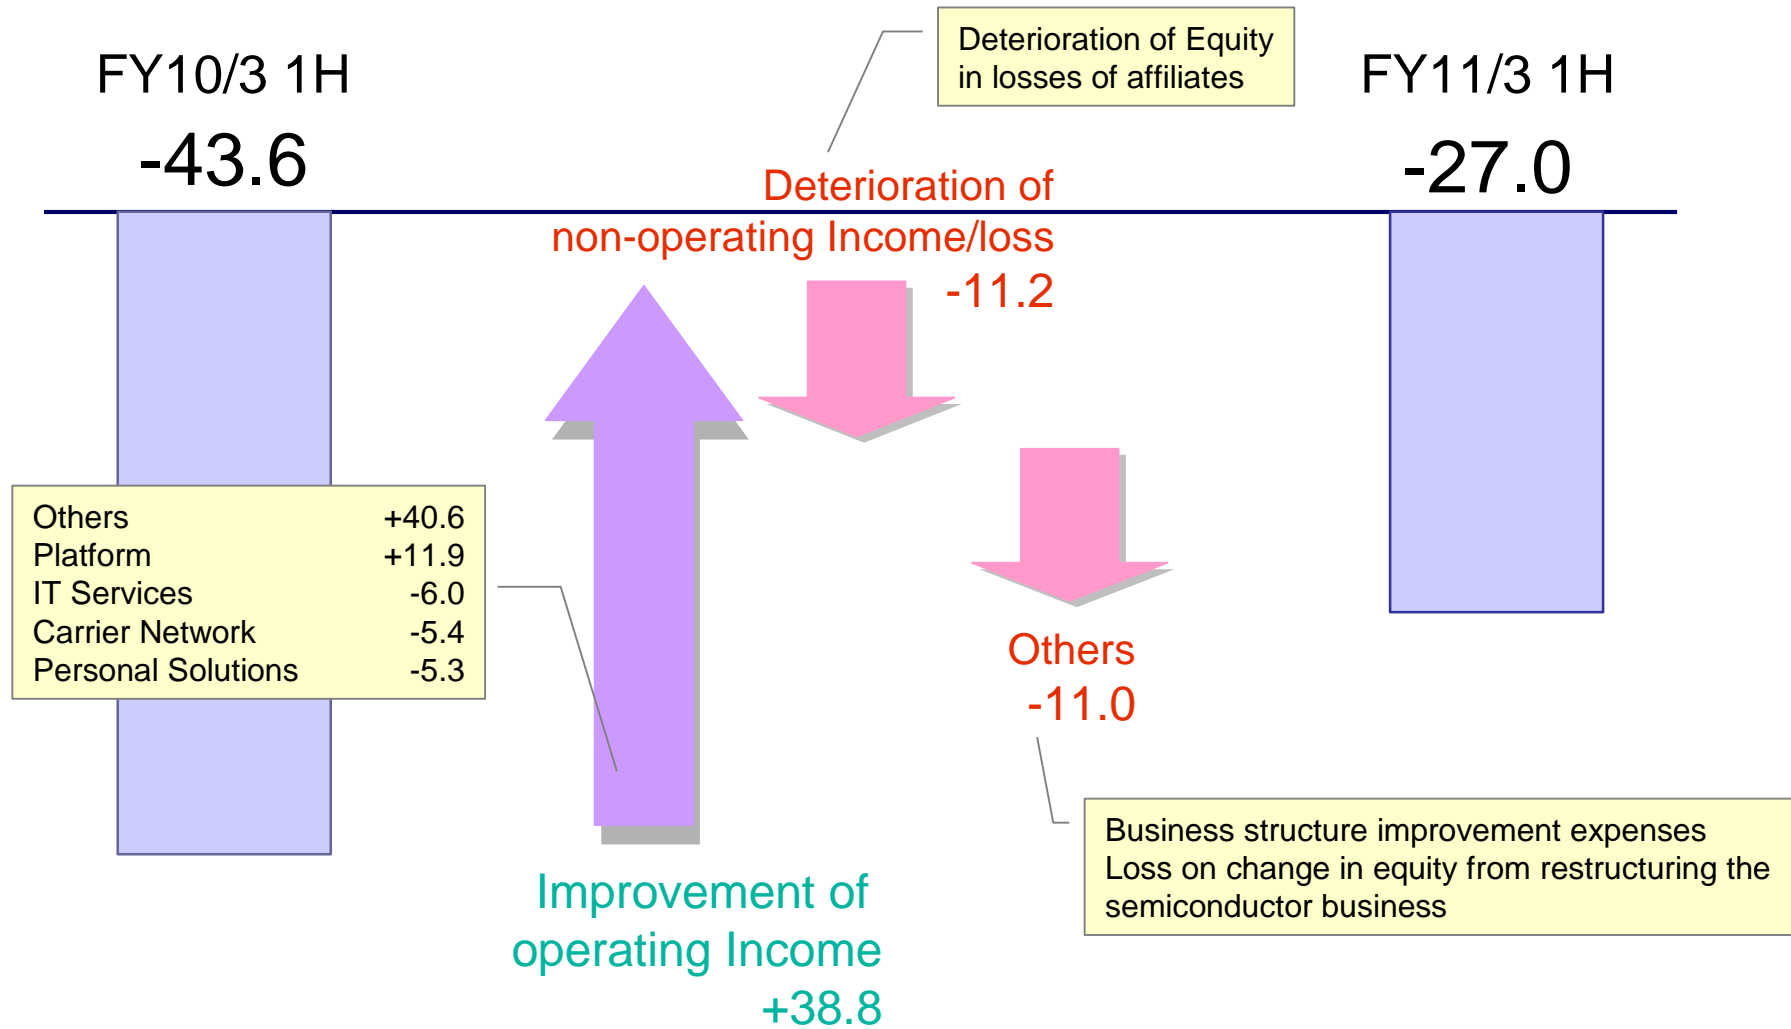 FY10/3 1H
-43.6
Deterioration of Equity
in losses of affiliates
FY11/3 1H
-27.0
Deterioration of
non-operating Income/loss
-11.2
Others +40.6
Platform +11.9
IT Services -6.0
Carrier Network -5.4
Personal Solutions -5.3
Others
-11.0
Business structure improvement expenses
Loss on change in equity from restructuring the
semiconductor business
Improvement of
operating Income
+38.8